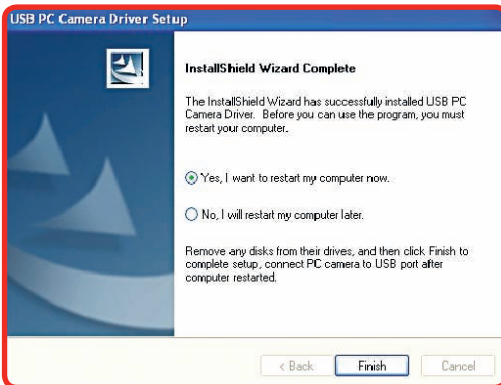 USB PC Camera Driver Setup
InstallShield Wizard Complete
The InstallShield Wizard has successfully installed USB PC
Camera Driver. Before you can use the program, you must
restart your computer.
Yes, I want to restart my computer now.
No, I will restart my computer later.
Remove any disks from their drives, and then click Finish to
complete setup, connect PC camera to USB port after
computer restarted.
< Back Finish Cancel